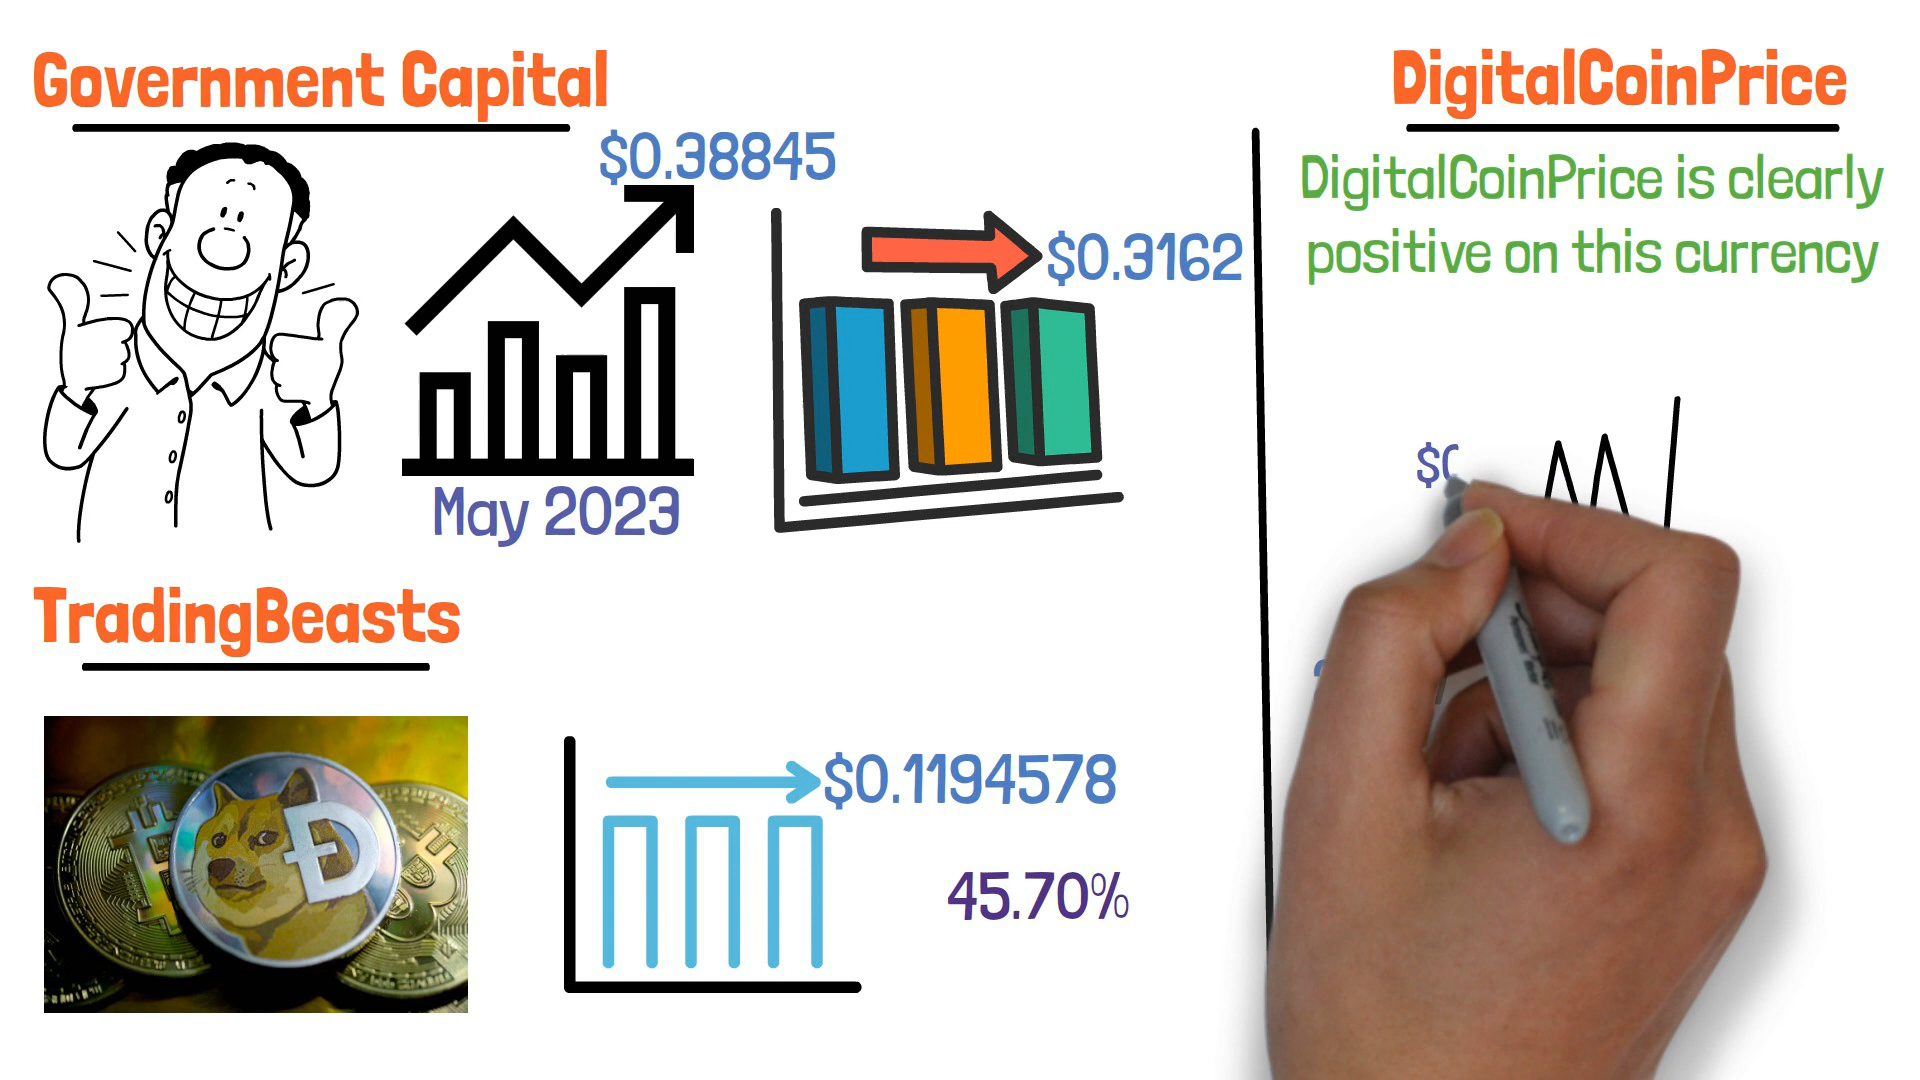 Government Capital
$0.38845
$0.3162
May 2023
TradingBeasts
$0.1194578
45.70%
DigitalCoinPrice
DigitalCoinPrice is clearly
positive on this currency